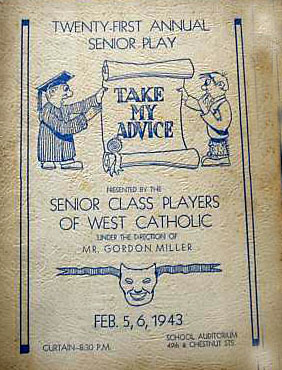 TWENTY-FIRST ANNUAL
SENIOR PLAY
TAKE
MY
ADVICE
PRESENTED BY THE
SENIOR CLASS PLAYERS
OF WEST CATHOLIC
UNDER THE DIRECTION OF
MR. GORDON MILLER
FEB. 5, 6, 1943
CURTAIN-8:30 P.M.
SCHOOL AUDITORIUM
49th & CHESTNUT STS.